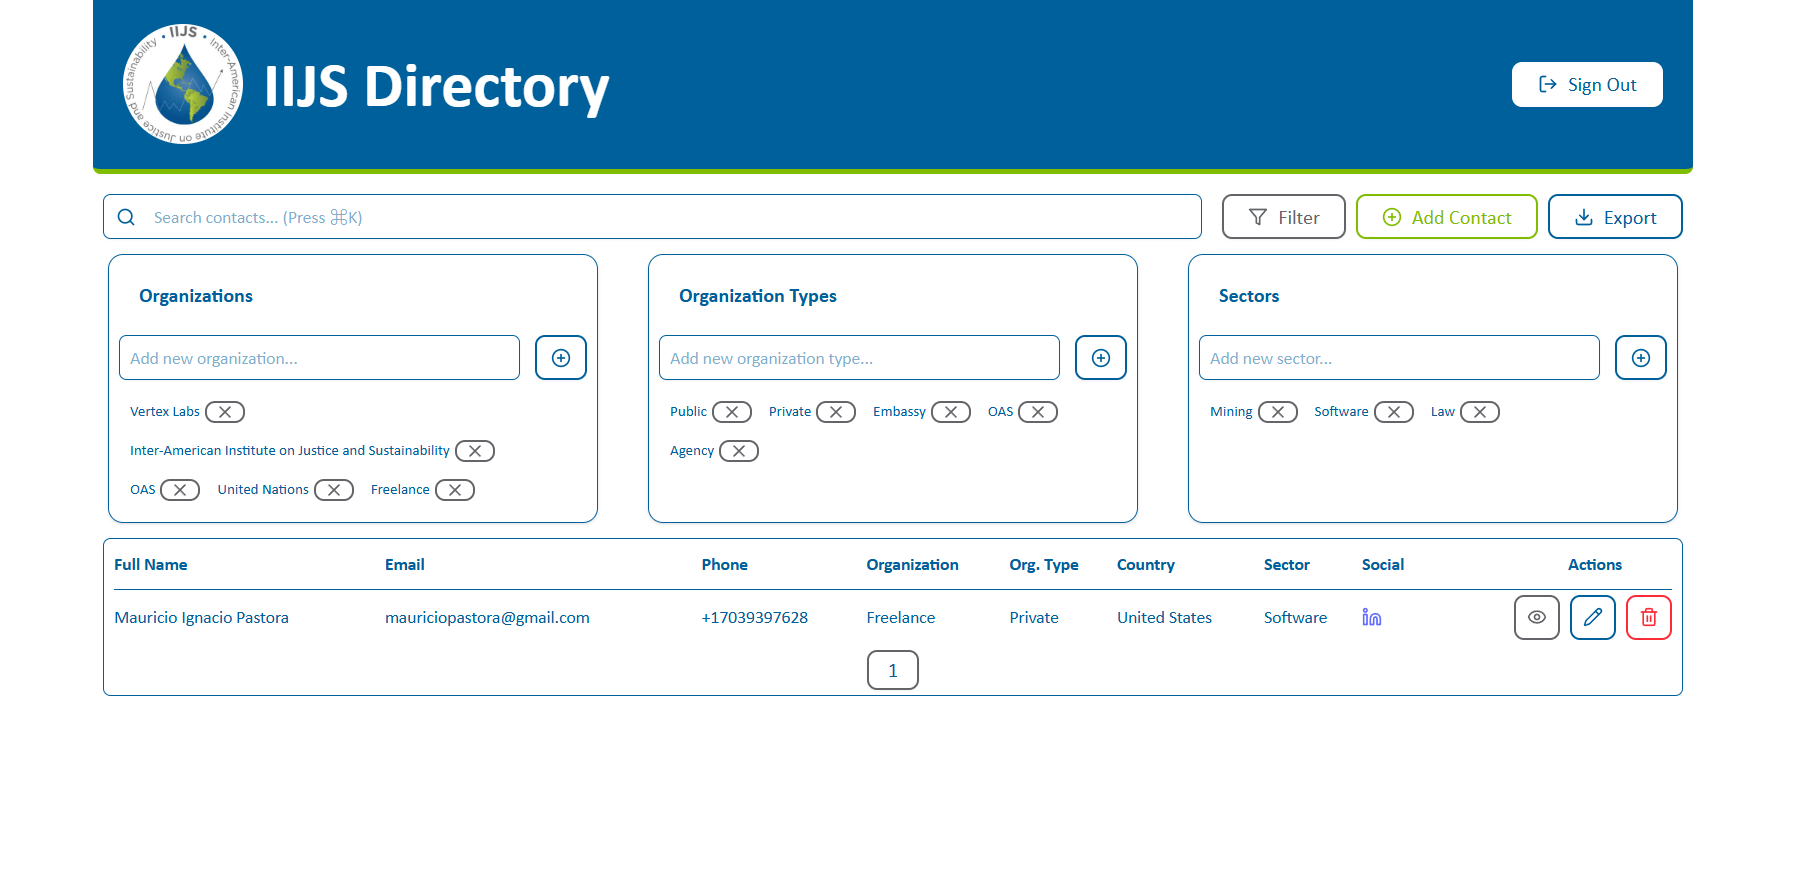 • IIJS • Inter-American Institute on Justice and Sustainability
IIJS Directory
Sign Out
Search contacts... (Press ⌘K)
Filter
Add Contact
Export
Organizations
Add new organization...
Vertex Labs
Inter-American Institute on Justice and Sustainability
OAS United Nations Freelance
Organization Types
Add new organization type...
Public Private Embassy OAS
Agency
Sectors
Add new sector...
Mining Software Law
Full Name Email Phone Organization Org. Type Country Sector Social Actions
Mauricio Ignacio Pastora mauriciopastora@gmail.com +17039397628 Freelance Private United States Software in
1